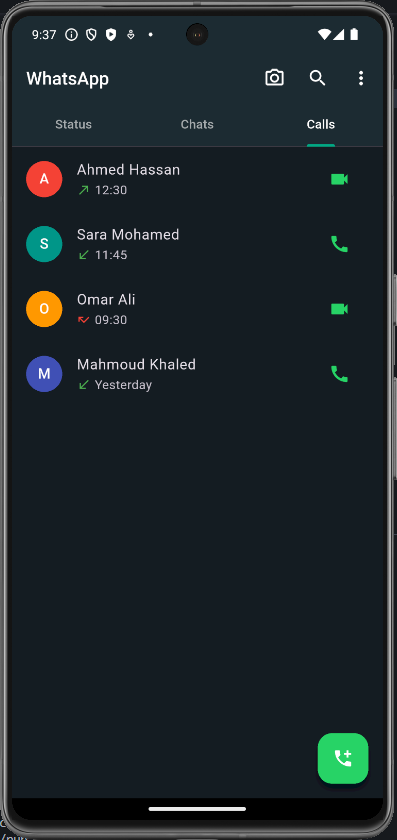 9:37
WhatsApp
Status Chats Calls
A Ahmed Hassan
12:30
S Sara Mohamed
11:45
O Omar Ali
09:30
M Mahmoud Khaled
Yesterday